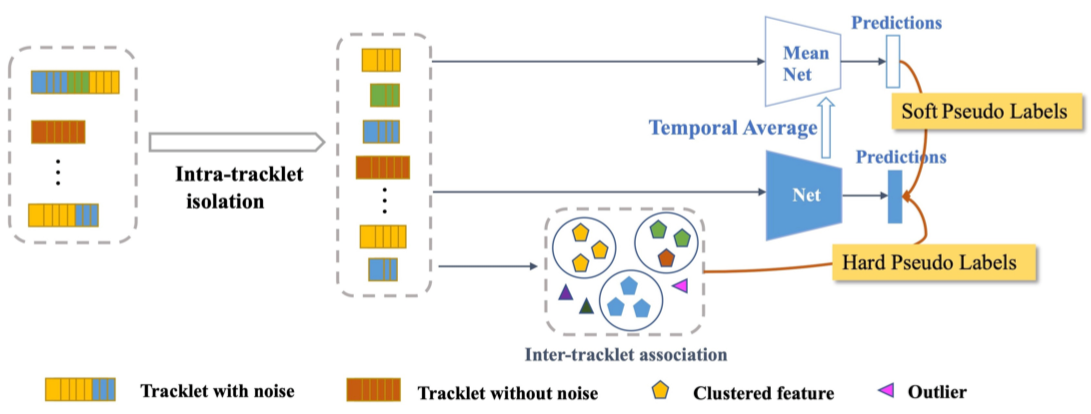 Predictions
Mean
Net
Soft Pseudo Labels
Temporal Average
Intra-tracklet
isolation
Predictions
Net
Hard Pseudo Labels
Inter-tracklet association
Tracklet with noise
Tracklet without noise
Clustered feature
Outlier